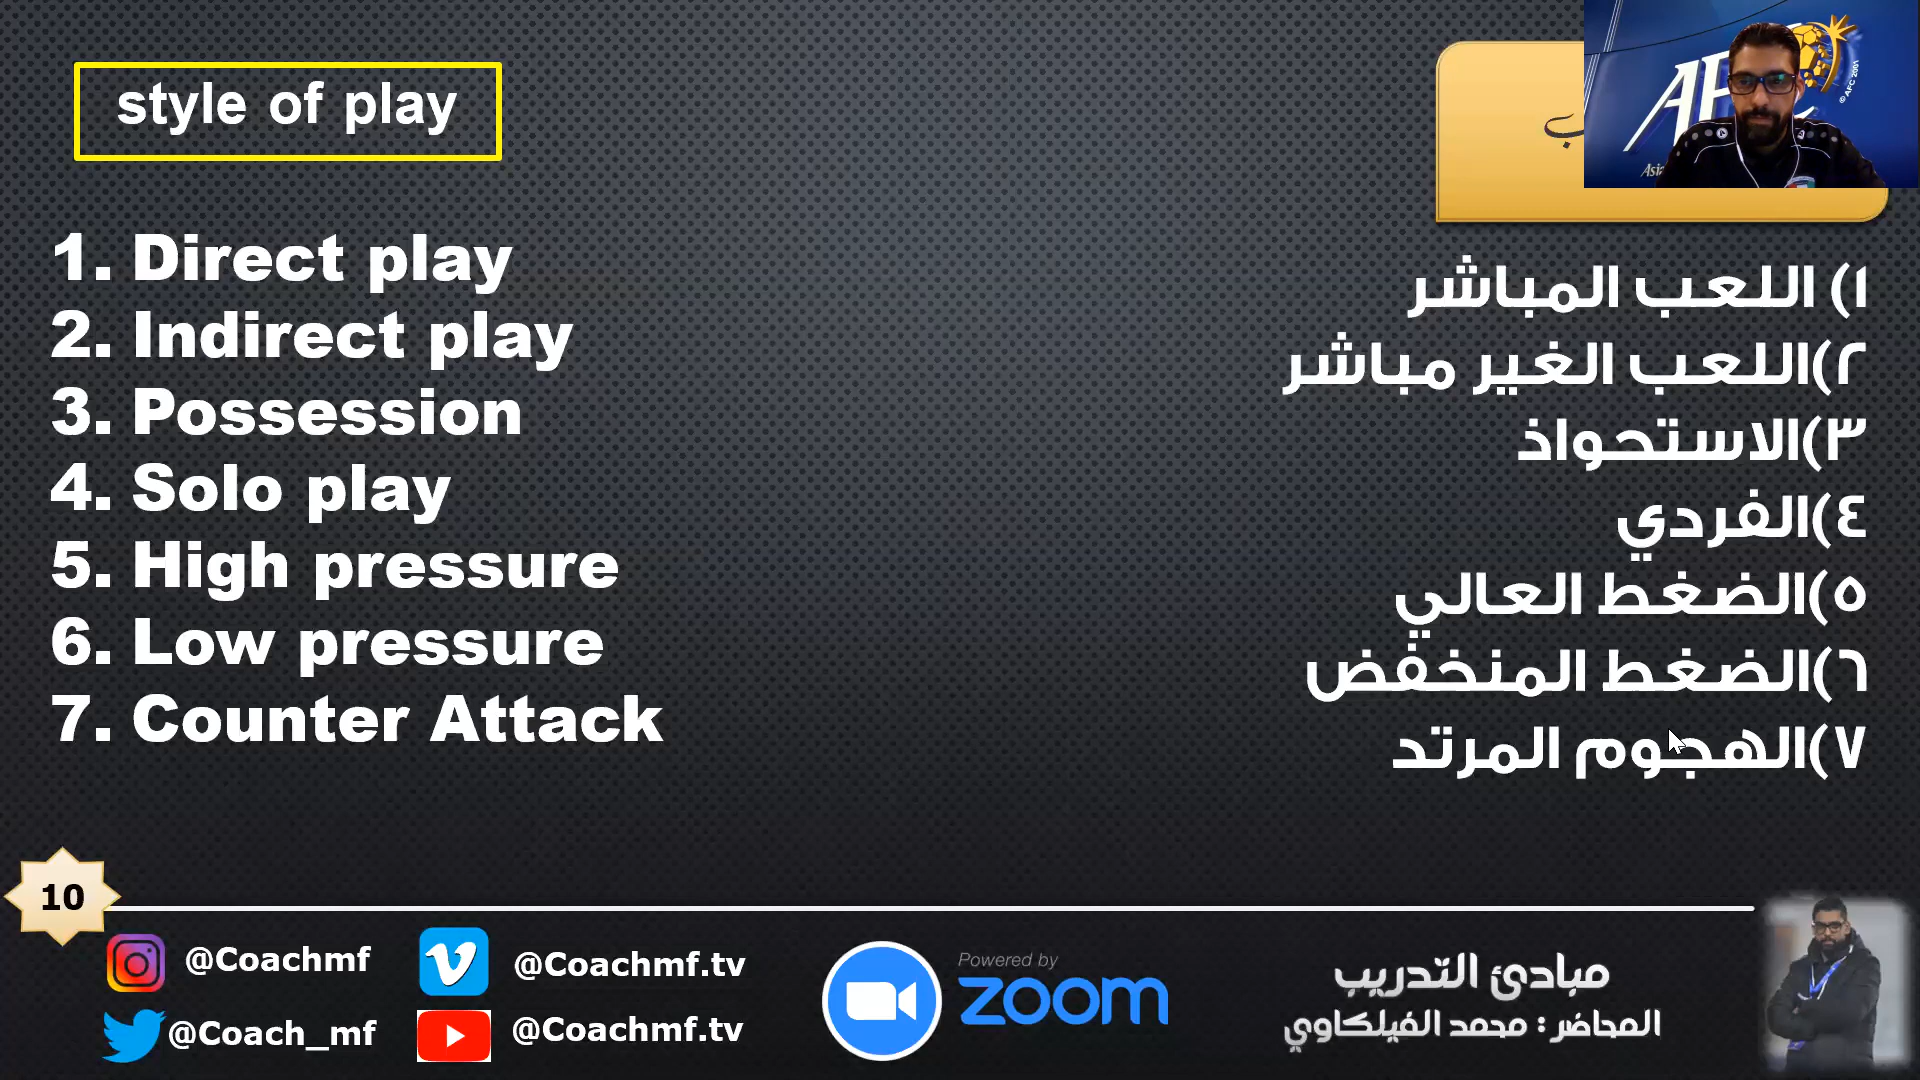 style of play
1. Direct play
2. Indirect play
3. Possession
4. Solo play
5. High pressure
6. Low pressure
7. Counter Attack
١) اللعب المباشر
٢)اللعب الغير مباشر
٣)الاستحواذ
٤)الفردي
٥)الضغط العالي
٦)الضغط المنخفض
٧)الهجوم المرتد
© AFC 2001
10
@Coachmf
@Coachmf.tv
@Coach_mf
@Coachmf.tv
Powered by
zoom
مبادئ التدريب
المحاضر : محمد الفيلكاوي